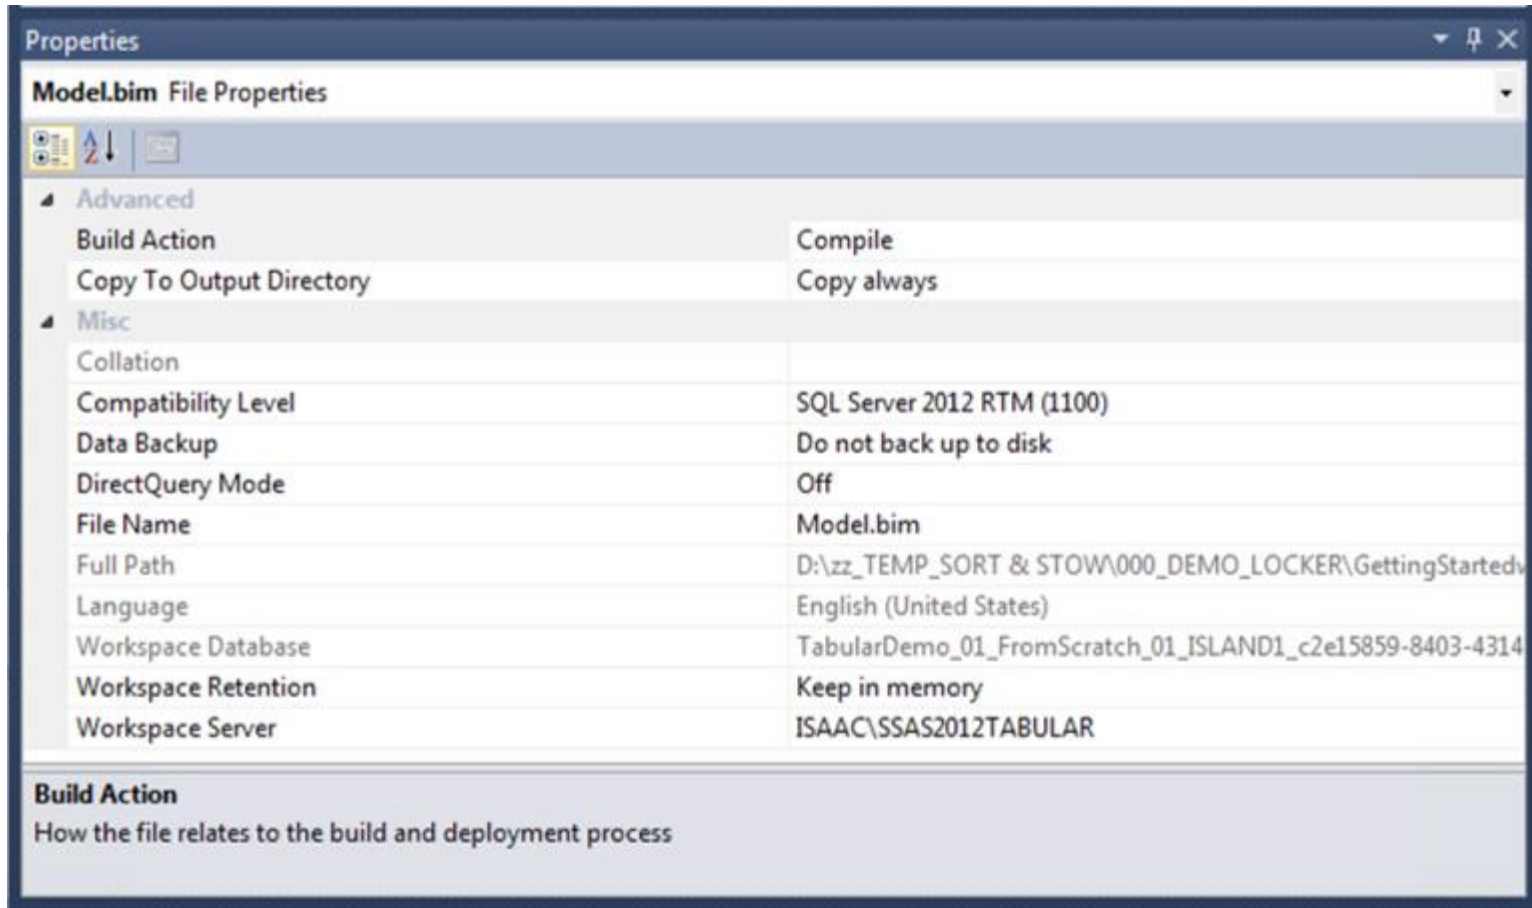 Properties
Model.bim File Properties
Advanced
Build Action Compile
Copy To Output Directory Copy always
Misc
Collation
Compatibility Level SQL Server 2012 RTM (1100)
Data Backup Do not back up to disk
DirectQuery Mode Off
File Name Model.bim
Full Path D:\zz_TEMP_SORT & STOW\000_DEMO_LOCKER\GettingStartedv
Language English (United States)
Workspace Database TabularDemo_01_FromScratch_01_ISLAND1_c2e15859-8403-4314
Workspace Retention Keep in memory
Workspace Server ISAAC\SSAS2012TABULAR
Build Action
How the file relates to the build and deployment process